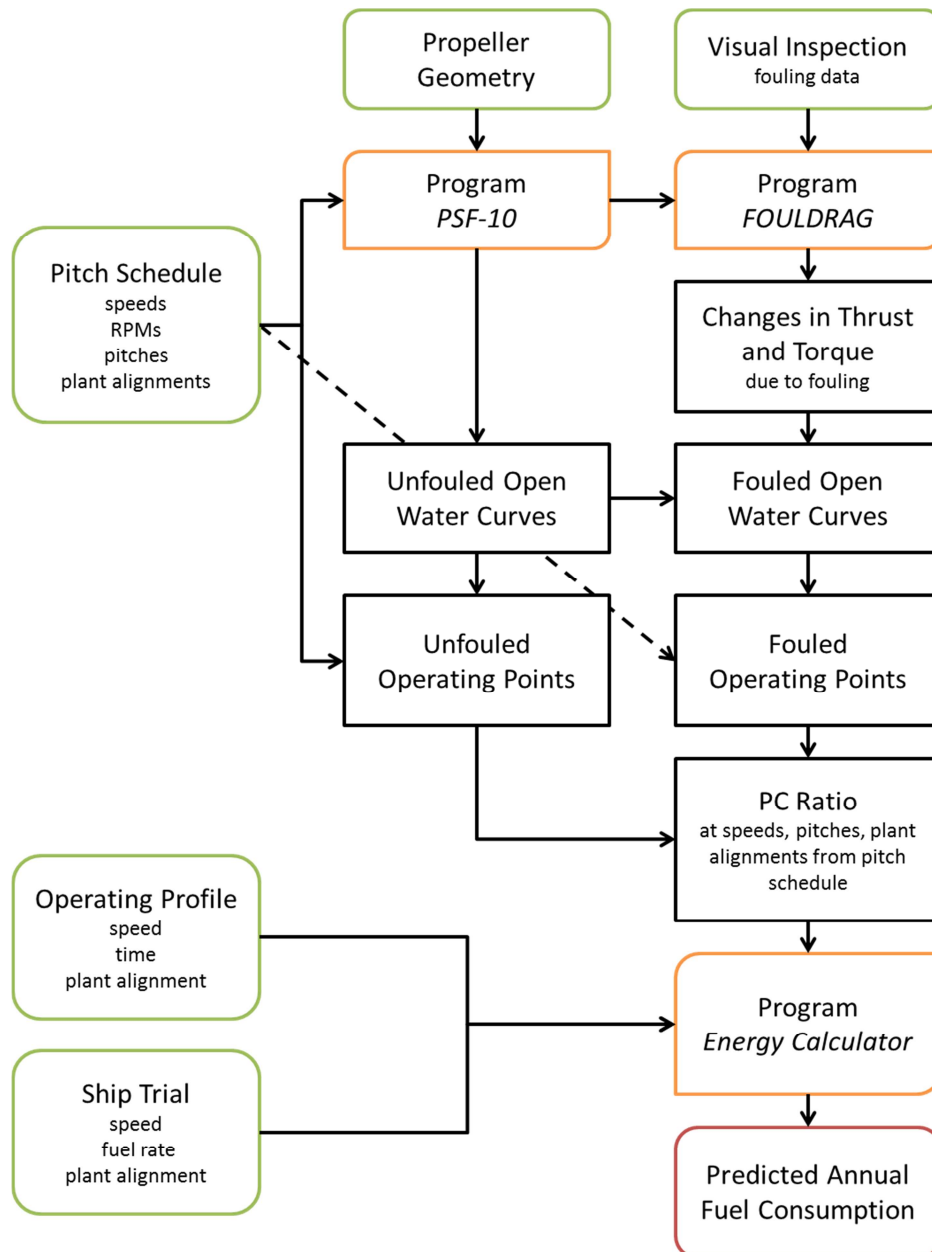 Propeller
Geometry
Visual Inspection
fouling data
Program
PSF-10
Program
FOULDRAG
Pitch Schedule
speeds
RPMs
pitches
plant alignments
Changes in Thrust
and Torque
due to fouling
Unfouled Open
Water Curves
Fouled Open
Water Curves
Unfouled
Operating Points
Fouled
Operating Points
PC Ratio
at speeds, pitches, plant
alignments from pitch
schedule
Operating Profile
speed
time
plant alignment
Program
Energy Calculator
Ship Trial
speed
fuel rate
plant alignment
Predicted Annual
Fuel Consumption